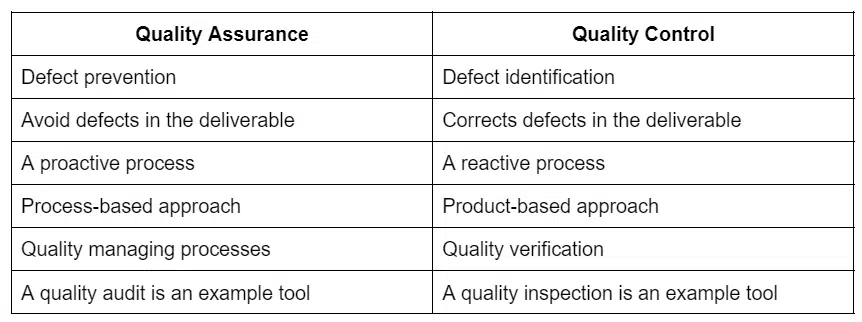 Quality Assurance Quality Control
Defect prevention Defect identification
Avoid defects in the deliverable Corrects defects in the deliverable
A proactive process A reactive process
Process-based approach Product-based approach
Quality managing processes Quality verification
A quality audit is an example tool A quality inspection is an example tool